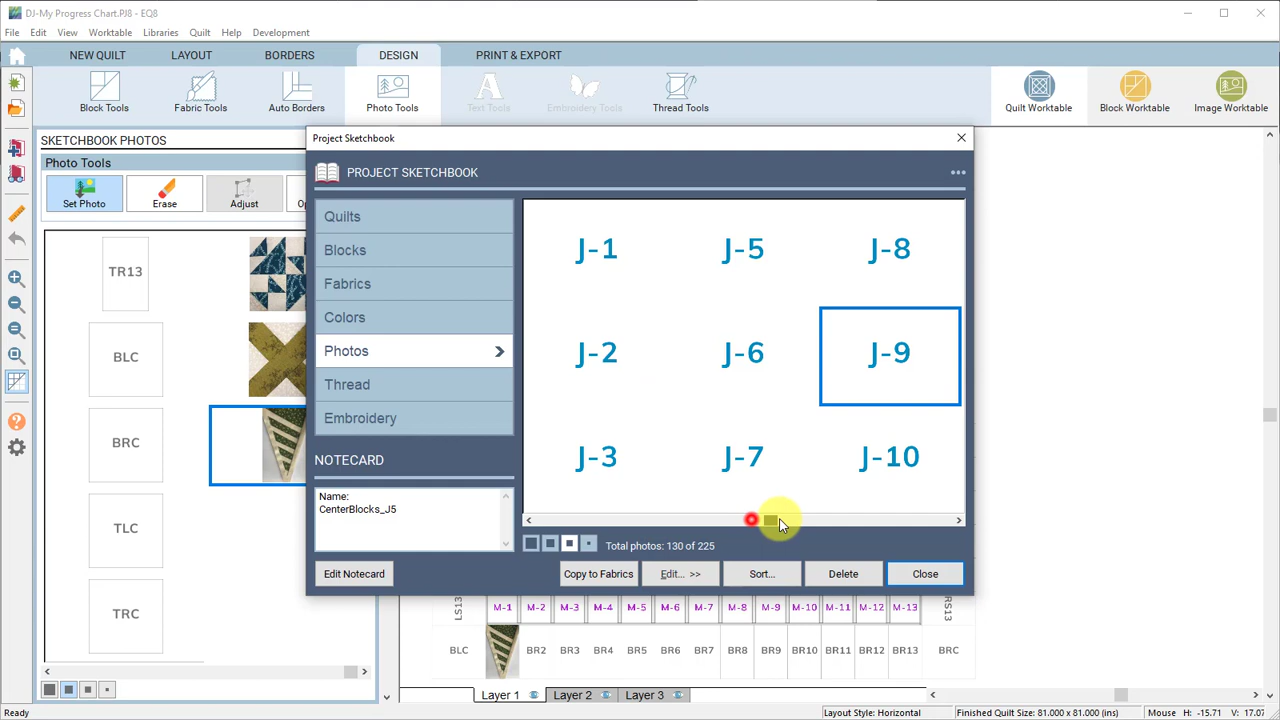 DJ-My Progress Chart.PJ8 - EQ8
File Edit View Worktable Libraries Quilt Help Development
NEW QUILT LAYOUT BORDERS DESIGN PRINT & EXPORT
Block Tools Fabric Tools Auto Borders Photo Tools Text Tools Embroidery Tools Thread Tools Quilt Worktable Block Worktable Image Worktable
SKETCHBOOK PHOTOS
Photo Tools
Set Photo Erase Adjust
TR13
BLC
BRC
TLC
TRC
Project Sketchbook
PROJECT SKETCHBOOK
Quilts
Blocks
Fabrics
Colors
Photos
Thread
Embroidery
NOTECARD
Name:
CenterBlocks_J5
Edit Notecard
J-1 J-5 J-8
J-2 J-6 J-9
J-3 J-7 J-10
Total photos: 130 of 225
Copy to Fabrics Edit... >> Sort... Delete Close
LS13 M-1 M-2 M-3 M-4 M-5 M-6 M-7 M-8 M-9 M-10 M-11 M-12 M-13 RS13
BLC BR2 BR3 BR4 BR5 BR6 BR7 BR8 BR9 BR10 BR11 BR12 BR13 BRC
Layer 1 Layer 2 Layer 3
Ready Layout Style: Horizontal Finished Quilt Size: 81.000 x 81.000 (ins) Mouse H: -15.71 V: 17.07